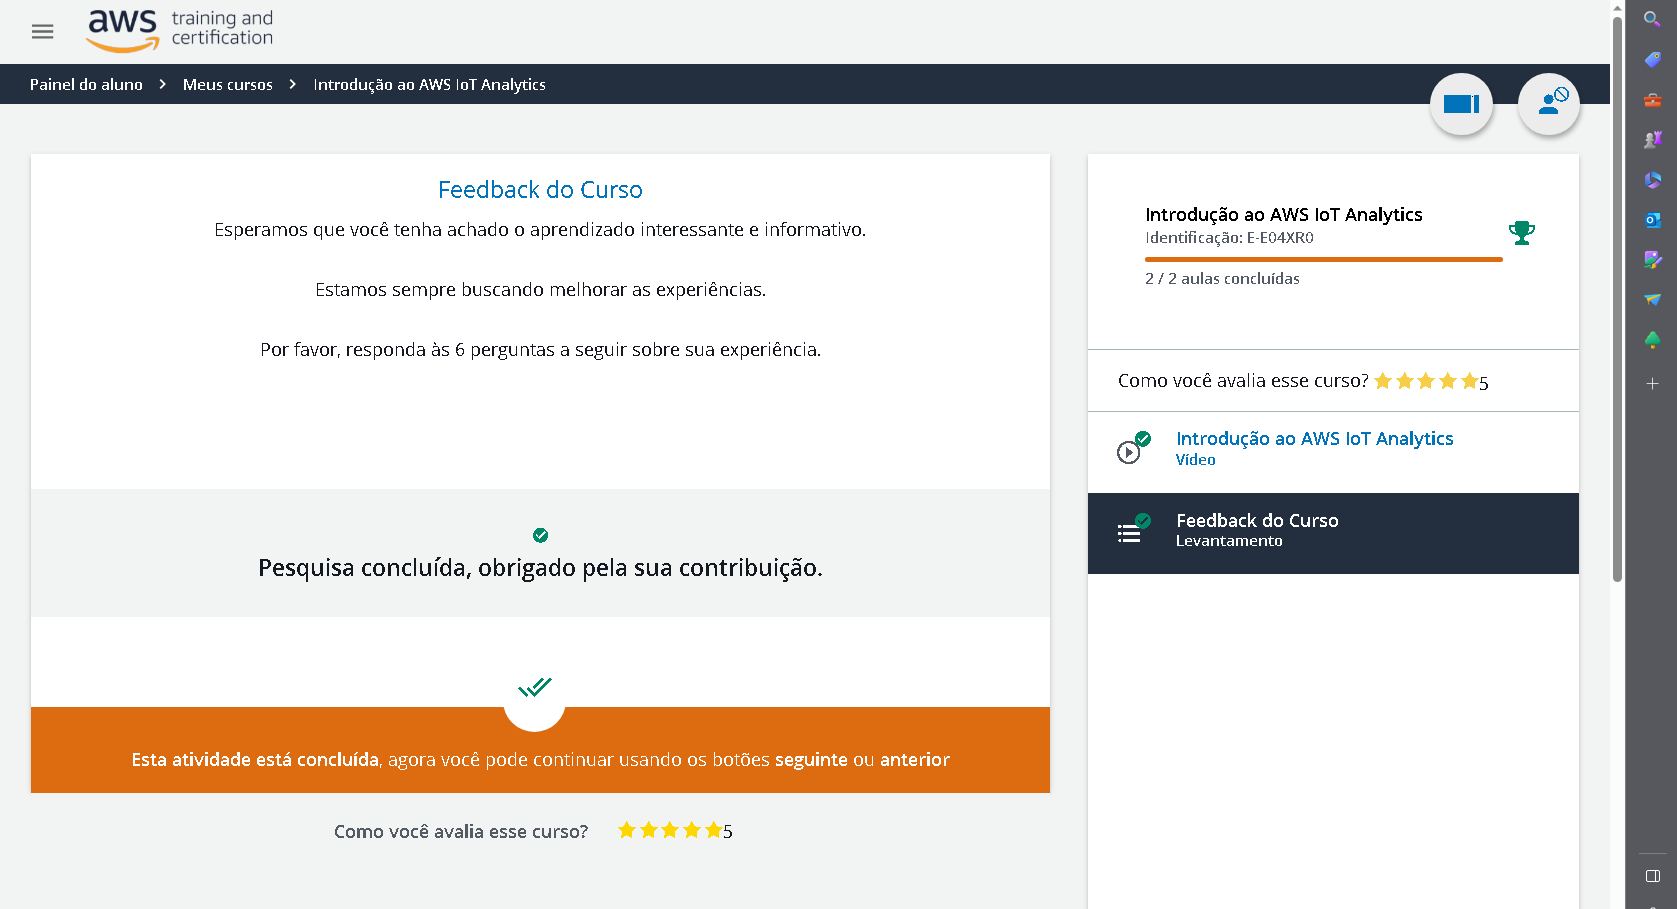 aws training and
certification
Painel do aluno > Meus cursos > Introdução ao AWS IoT Analytics
Feedback do Curso
Esperamos que você tenha achado o aprendizado interessante e informativo.
Estamos sempre buscando melhorar as experiências.
Por favor, responda às 6 perguntas a seguir sobre sua experiência.
Pesquisa concluída, obrigado pela sua contribuição.
Esta atividade está concluída, agora você pode continuar usando os botões seguinte ou anterior
Como você avalia esse curso? 5
Introdução ao AWS IoT Analytics
Identificação: E-E04XR0
2 / 2 aulas concluídas
Como você avalia esse curso? 5
Introdução ao AWS IoT Analytics
Vídeo
Feedback do Curso
Levantamento